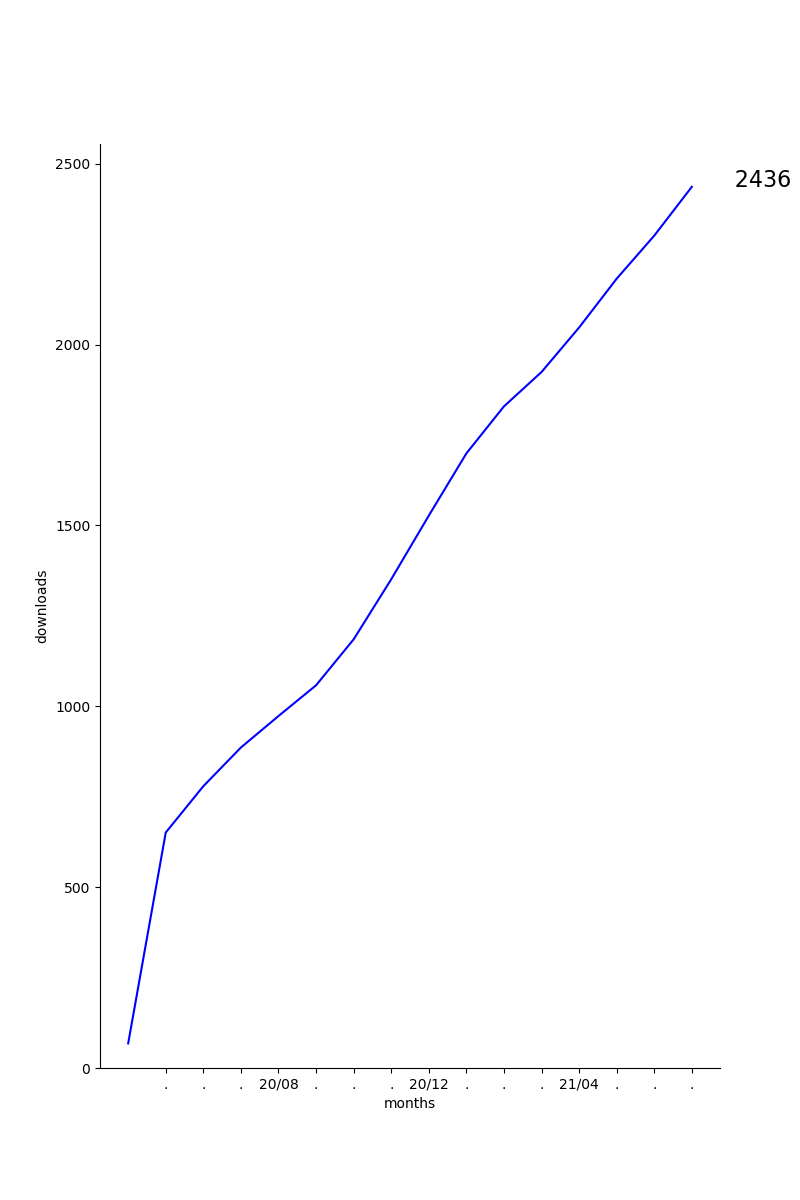 2500
2436
2000
1500
downloads
1000
500
0
. . . 20/08 . . . 20/12 . . . 21/04 . . .
months